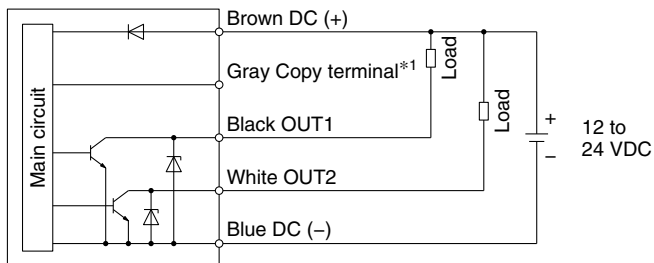 Brown DC (+)
Gray Copy terminal*1
Black OUT1
White OUT2
Blue DC (−)
Main circuit
Load
Load
+
−
12 to
24 VDC